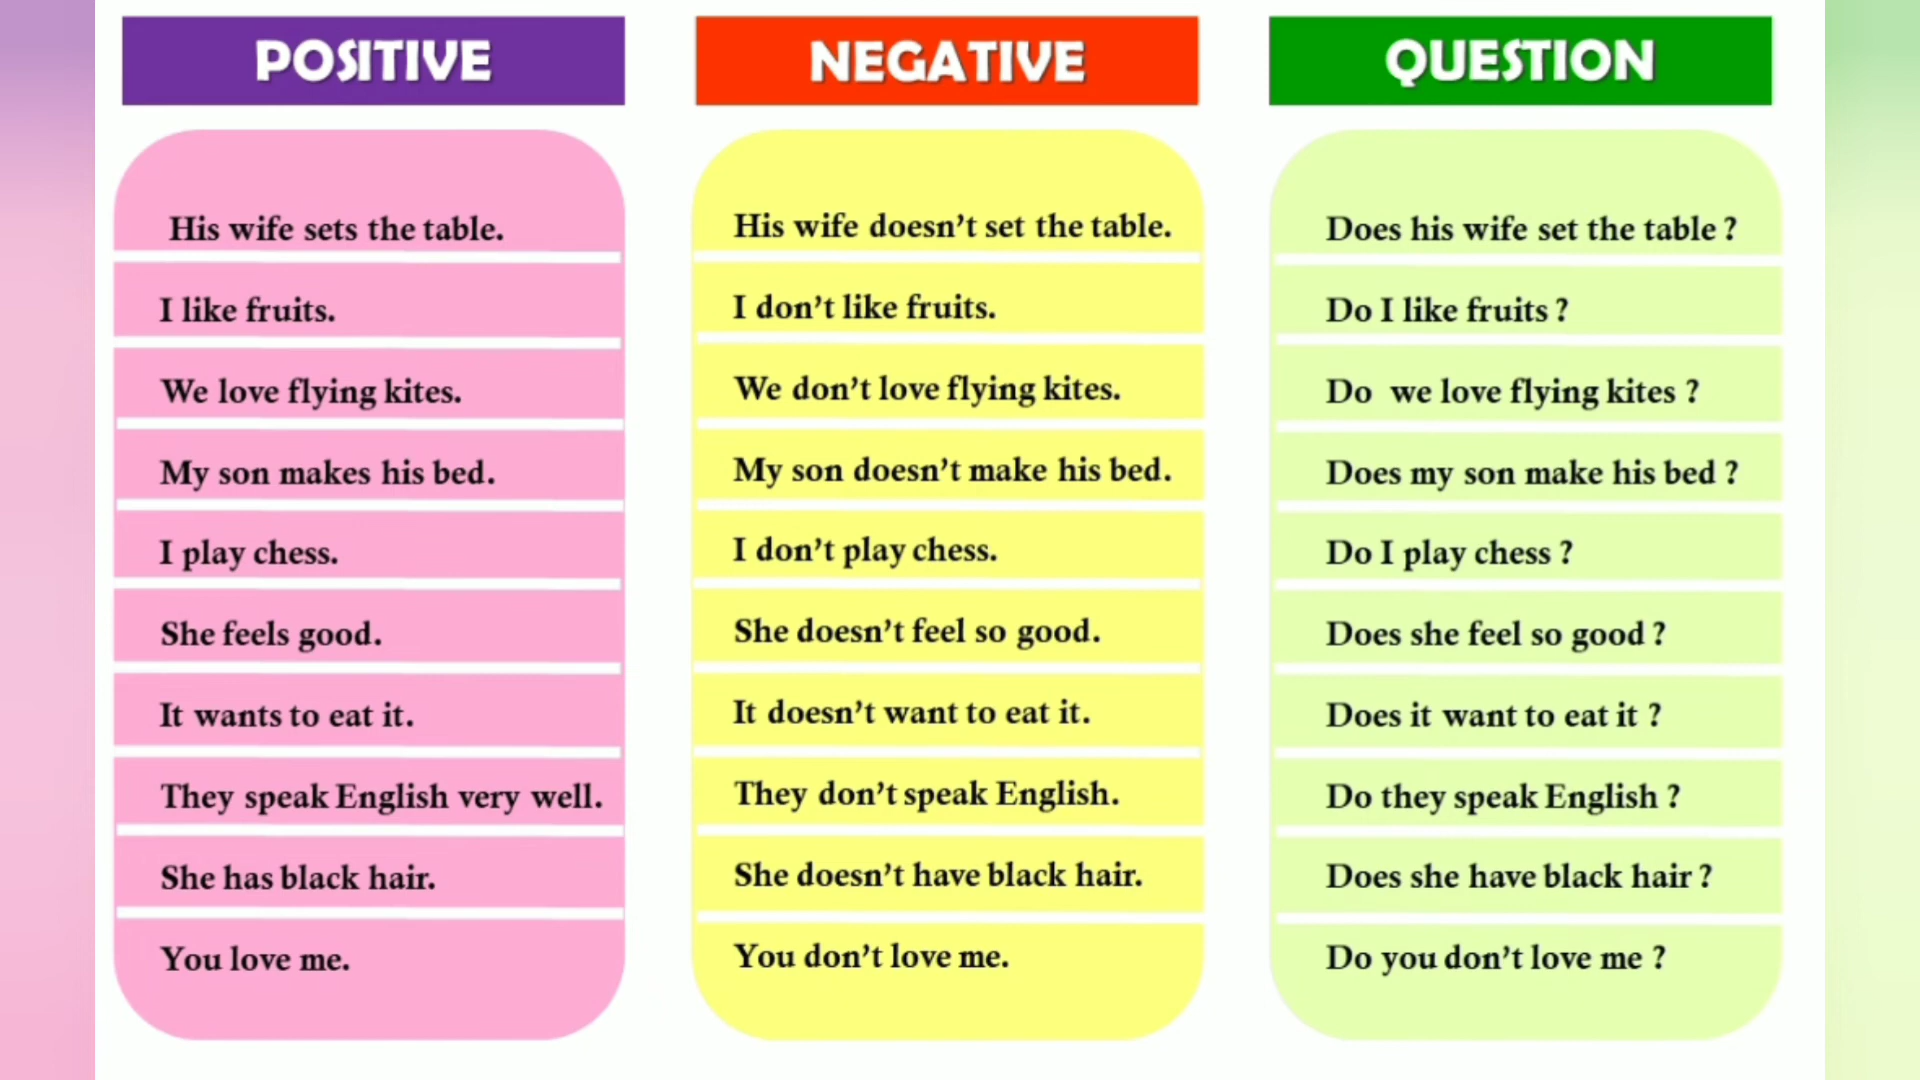 POSITIVE
His wife sets the table.
I like fruits.
We love flying kites.
My son makes his bed.
I play chess.
She feels good.
It wants to eat it.
They speak English very well.
She has black hair.
You love me.
NEGATIVE
His wife doesn’t set the table.
I don’t like fruits.
We don’t love flying kites.
My son doesn’t make his bed.
I don’t play chess.
She doesn’t feel so good.
It doesn’t want to eat it.
They don’t speak English.
She doesn’t have black hair.
You don’t love me.
QUESTION
Does his wife set the table ?
Do I like fruits ?
Do  we love flying kites ?
Does my son make his bed ?
Do I play chess ?
Does she feel so good ?
Does it want to eat it ?
Do they speak English ?
Does she have black hair ?
Do you don’t love me ?